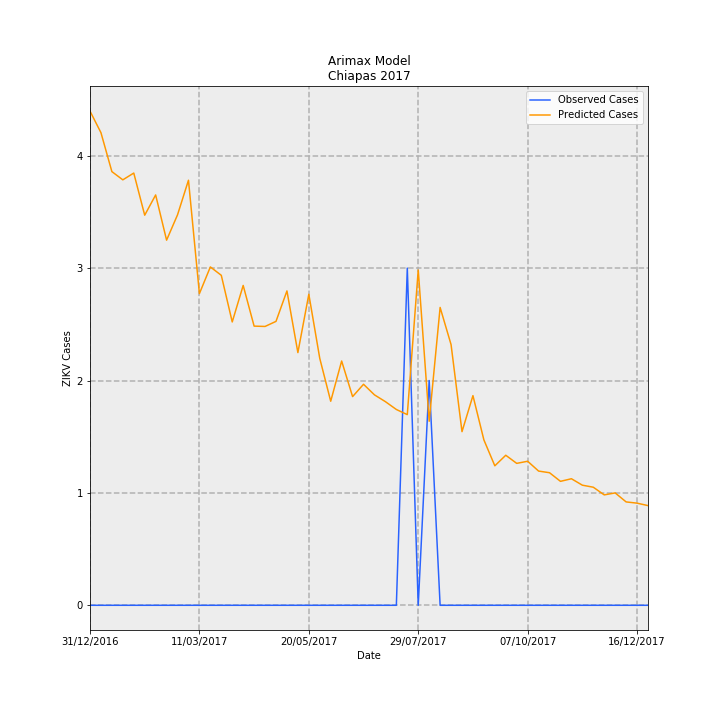 Arimax Model
Chiapas 2017
Observed Cases
Predicted Cases
ZIKV Cases
4
3
2
1
0
31/12/2016
11/03/2017
20/05/2017
29/07/2017
07/10/2017
16/12/2017
Date